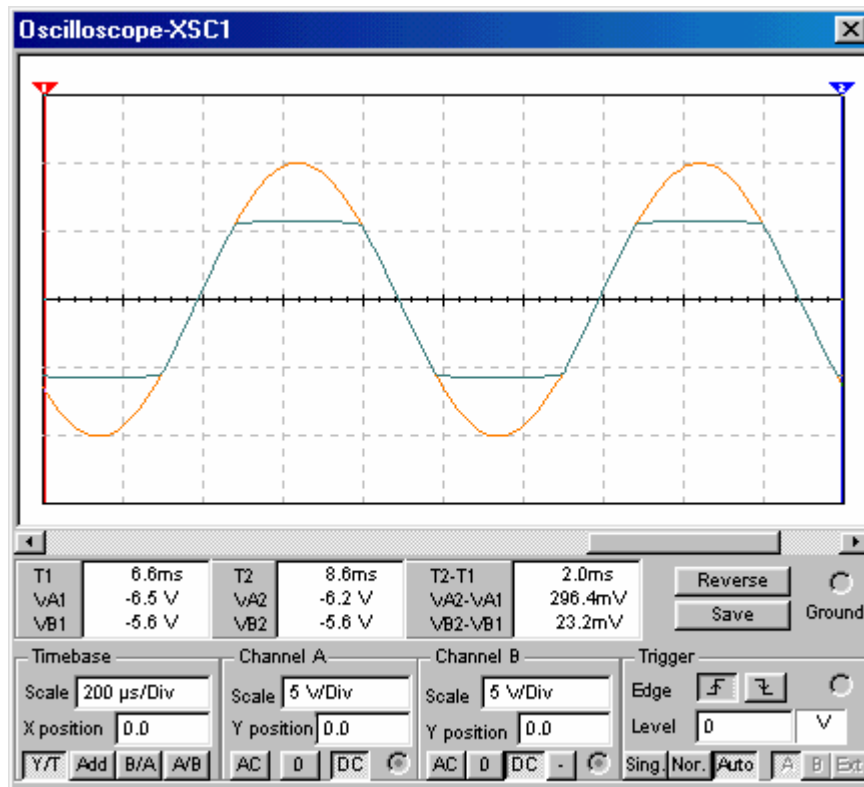 Oscilloscope-XSC1
1 2
T1 6.6ms T2 8.6ms T2-T1 2.0ms
VA1 -6.5 V VA2 -6.2 V VA2-VA1 296.4mV
VB1 -5.6 V VB2 -5.6 V VB2-VB1 23.2mV
Reverse
Save
Ground
Timebase
Scale 200 µs/Div
X position 0.0
Y/T Add B/A A/B
Channel A
Scale 5 V/Div
Y position 0.0
AC 0 DC
Channel B
Scale 5 V/Div
Y position 0.0
AC 0 DC -
Trigger
Edge
Level 0 V
Sing. Nor. Auto A B Ext